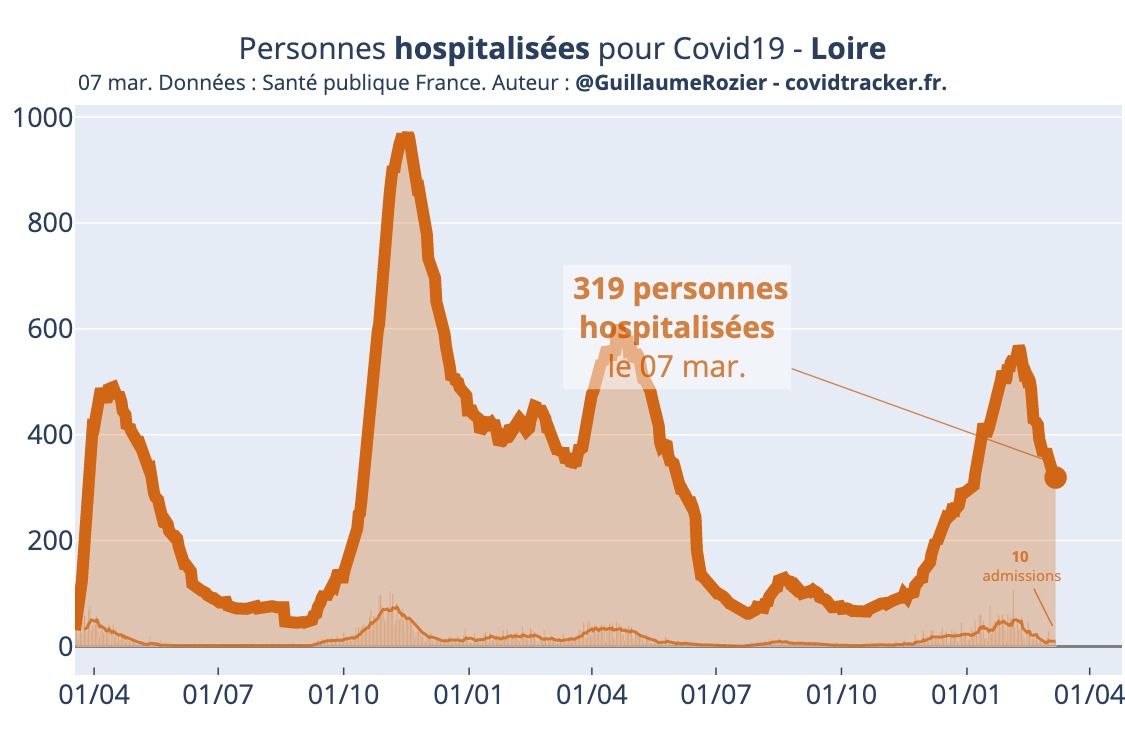 Personnes hospitalisées pour Covid19 - Loire
07 mar. Données : Santé publique France. Auteur : @GuillaumeRozier - covidtracker.fr.
1000
800
600
400
200
0
319 personnes
hospitalisées
le 07 mar.
10
admissions
01/04 01/07 01/10 01/01 01/04 01/07 01/10 01/01 01/04